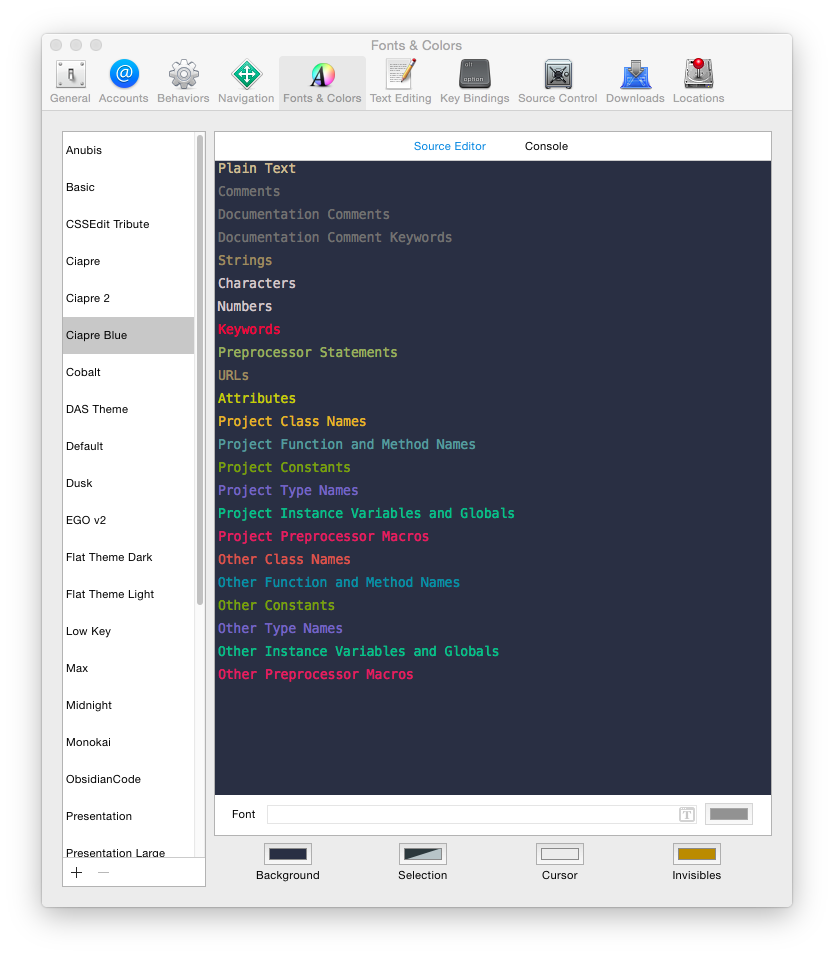 Fonts & Colors
General Accounts Behaviors Navigation Fonts & Colors Text Editing Key Bindings Source Control Downloads Locations
alt
option
Anubis
Basic
CSSEdit Tribute
Ciapre
Ciapre 2
Ciapre Blue
Cobalt
DAS Theme
Default
Dusk
EGO v2
Flat Theme Dark
Flat Theme Light
Low Key
Max
Midnight
Monokai
ObsidianCode
Presentation
Presentation Large
Source Editor Console
Plain Text
Comments
Documentation Comments
Documentation Comment Keywords
Strings
Characters
Numbers
Keywords
Preprocessor Statements
URLs
Attributes
Project Class Names
Project Function and Method Names
Project Constants
Project Type Names
Project Instance Variables and Globals
Project Preprocessor Macros
Other Class Names
Other Function and Method Names
Other Constants
Other Type Names
Other Instance Variables and Globals
Other Preprocessor Macros
Font
Background Selection Cursor Invisibles